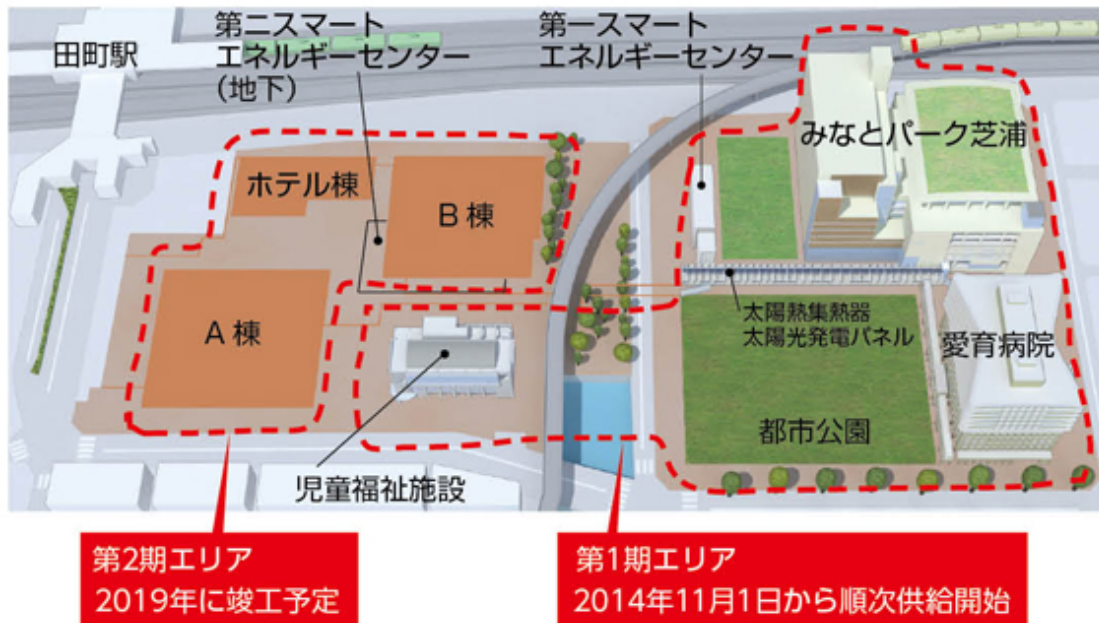 田町駅
第二スマート
エネルギーセンター
(地下)
第一スマート
エネルギーセンター
みなとパーク芝浦
ホテル棟
B棟
A棟
太陽熱集熱器
太陽光発電パネル
愛育病院
都市公園
児童福祉施設
第2期エリア
2019年に竣工予定
第1期エリア
2014年11月1日から順次供給開始